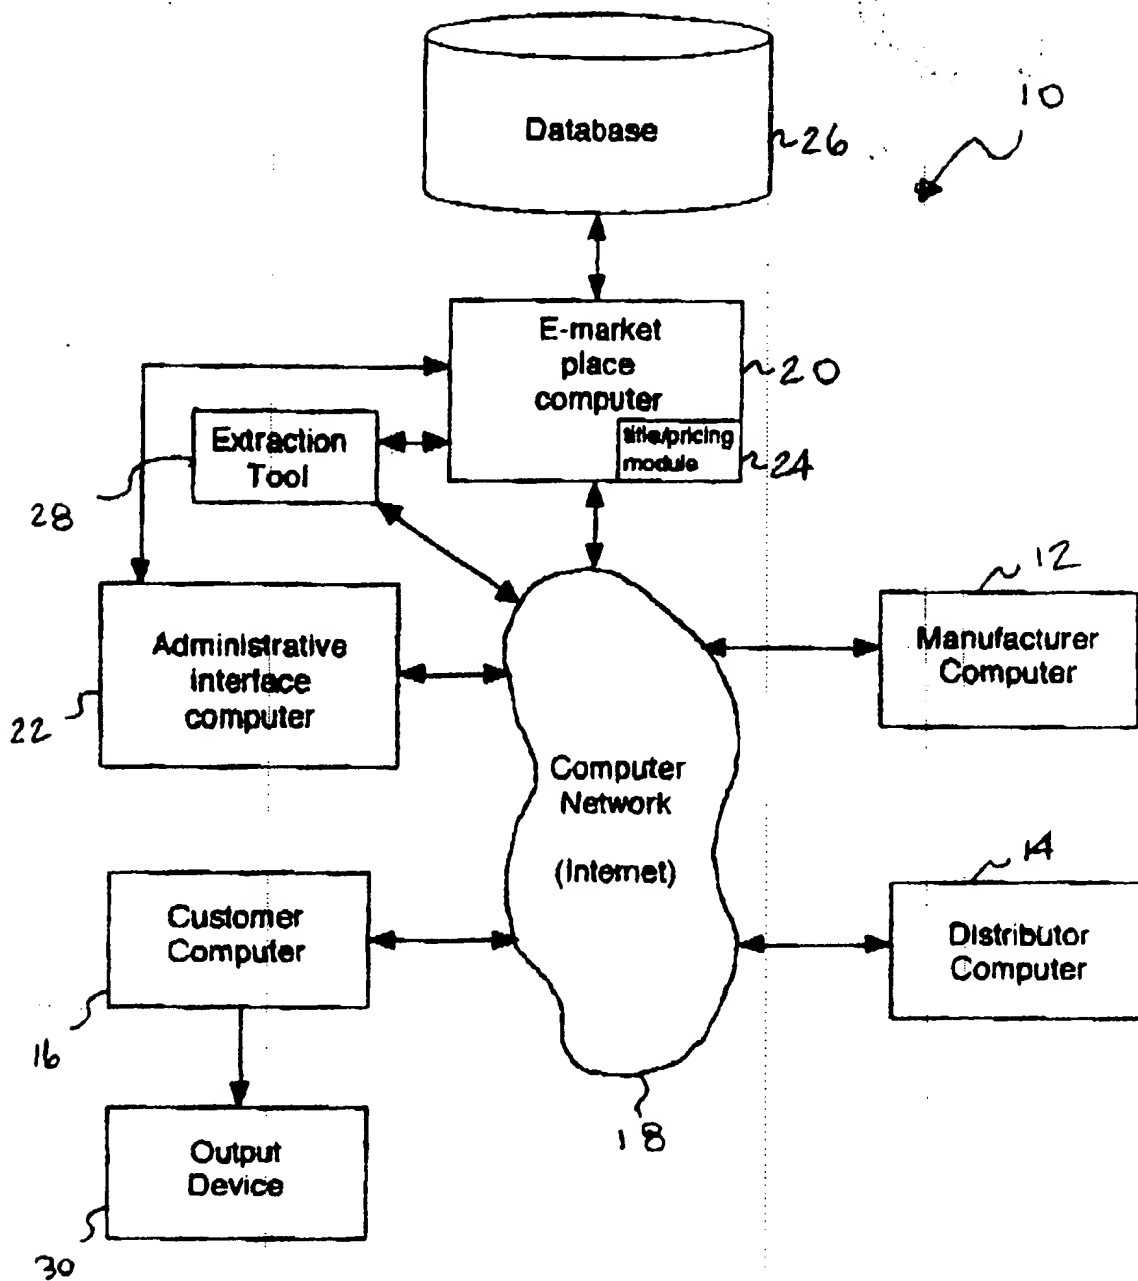 10
Database
26
E-market
place
computer
20
title/pricing
module
24
Extraction
Tool
28
12
Manufacturer
Computer
Administrative
interface
computer
22
Computer
Network
(Internet)
14
Distributor
Computer
Customer
Computer
16
18
Output
Device
30